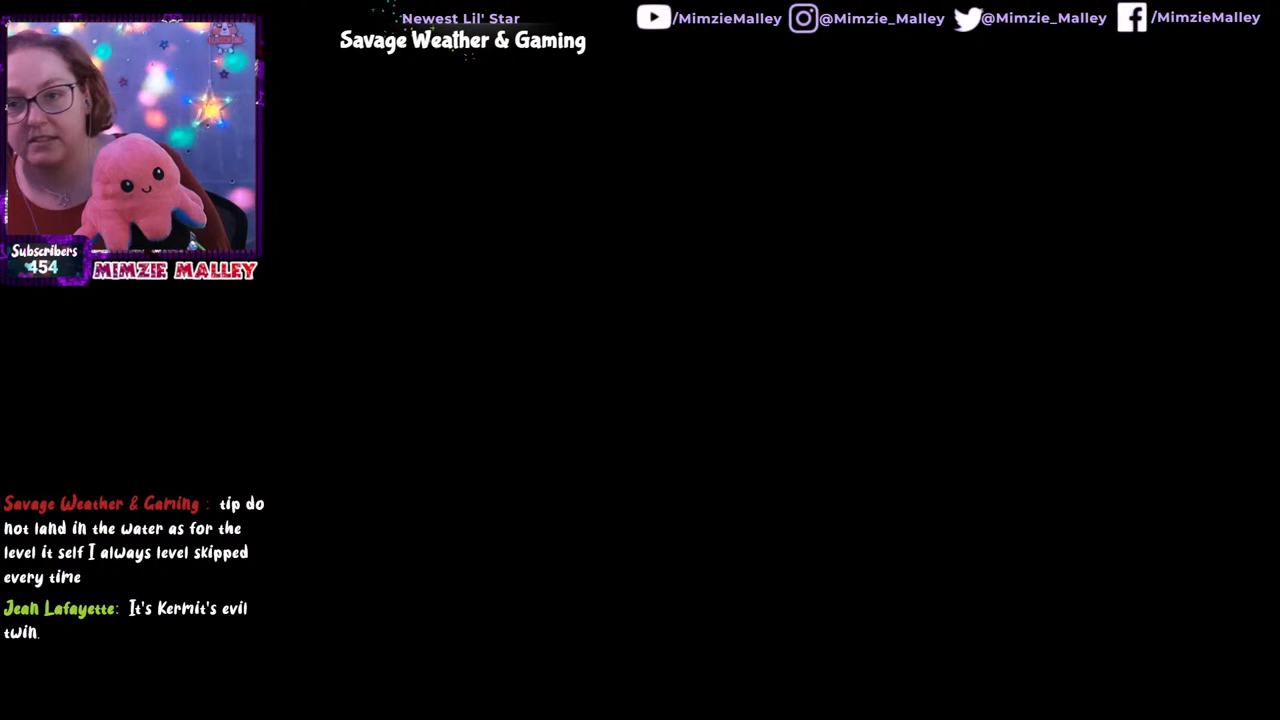 Newest Lil' Star
Savage Weather & Gaming
/MimzieMalley
@Mimzie_Malley
@Mimzie_Malley
/MimzieMalley
Subscribers
454
MIMZIE MALLEY
Savage Weather & Gaming : tip do
not land in the water as for the
level it self I always level skipped
every time
Jean Lafayette: It's Kermit's evil
twin.